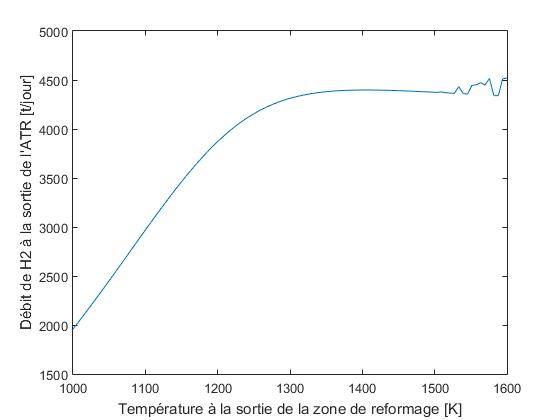 Débit de H2 à la sortie de l'ATR [t/jour]
5000
4500
4000
3500
3000
2500
2000
1500
1000 1100 1200 1300 1400 1500 1600
Température à la sortie de la zone de reformage [K]